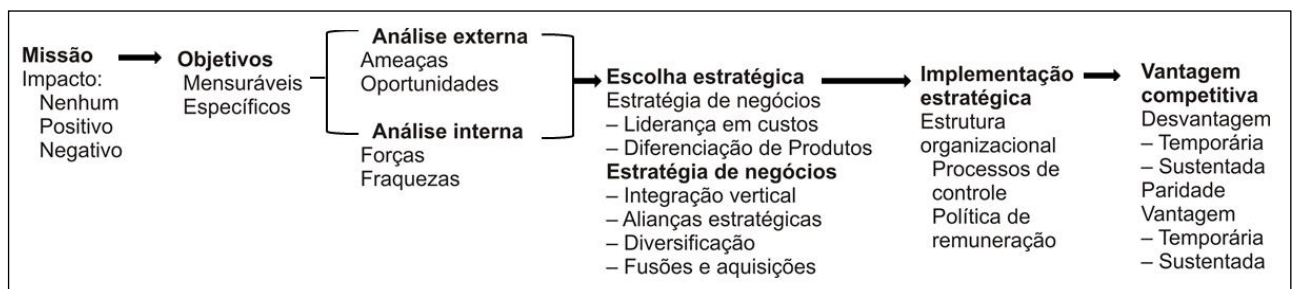 Missão
Impacto:
Nenhum
Positivo
Negativo
Objetivos
Mensuráveis
Específicos
Análise externa
Ameaças
Oportunidades
Análise interna
Forças
Fraquezas
Escolha estratégica
Estratégia de negócios
– Liderança em custos
– Diferenciação de Produtos
Estratégia de negócios
– Integração vertical
– Alianças estratégicas
– Diversificação
– Fusões e aquisições
Implementação
estratégica
Estrutura
organizacional
Processos de
controle
Política de
remuneração
Vantagem
competitiva
Desvantagem
– Temporária
– Sustentada
Paridade
Vantagem
– Temporária
– Sustentada